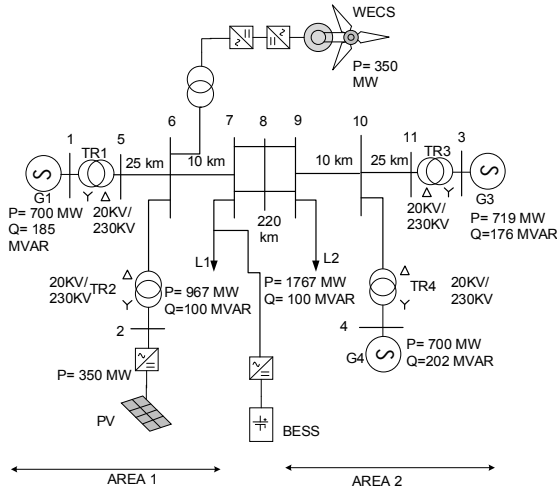 WECS
P= 350
MW
6
7
8
9
10
1
TR1
5
25 km
10 km
10 km
25 km
11
TR3
3
G1
P= 700 MW
Q= 185
MVAR
20KV/
230KV
220
km
20KV/
230KV
G3
P= 719 MW
Q=176 MVAR
L1
L2
20KV/
230KV
TR2
P= 967 MW
Q=100 MVAR
P= 1767 MW
Q= 100 MVAR
TR4
20KV/
230KV
2
4
P= 350 MW
G4
P=700 MW
Q=202 MVAR
PV
BESS
AREA 1
AREA 2